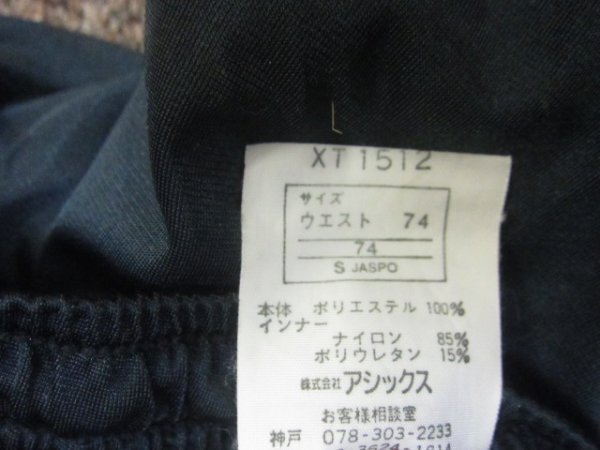 XT 1512
サイズ
ウエスト 74
74
S JASPO
本体 ポリエステル 100%
インナー
ナイロン 85%
ポリウレタン 15%
株式会社 アシックス
お客様相談室
神戸 078-303-2233